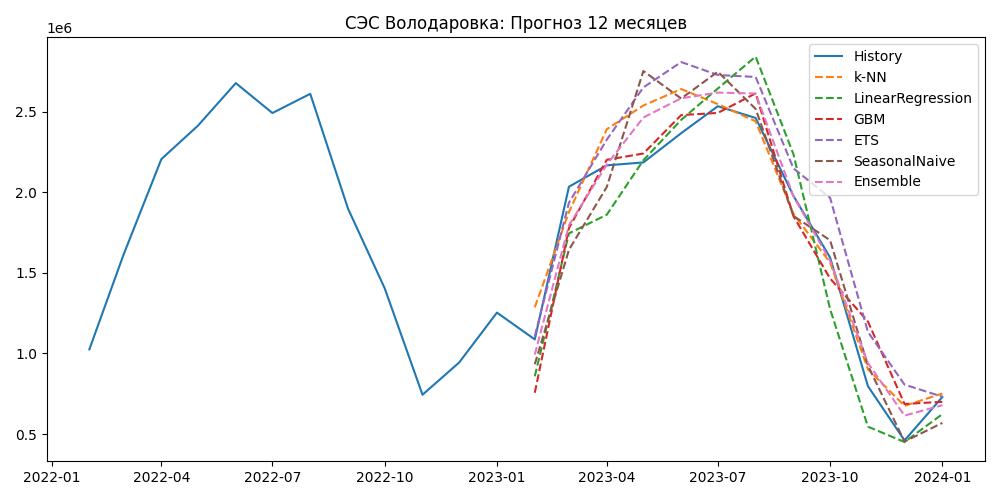 СЭС Володаровка: Прогноз 12 месяцев
1e6
2.5
2.0
1.5
1.0
0.5
2022-01
2022-04
2022-07
2022-10
2023-01
2023-04
2023-07
2023-10
2024-01
History
k-NN
LinearRegression
GBM
ETS
SeasonalNaive
Ensemble